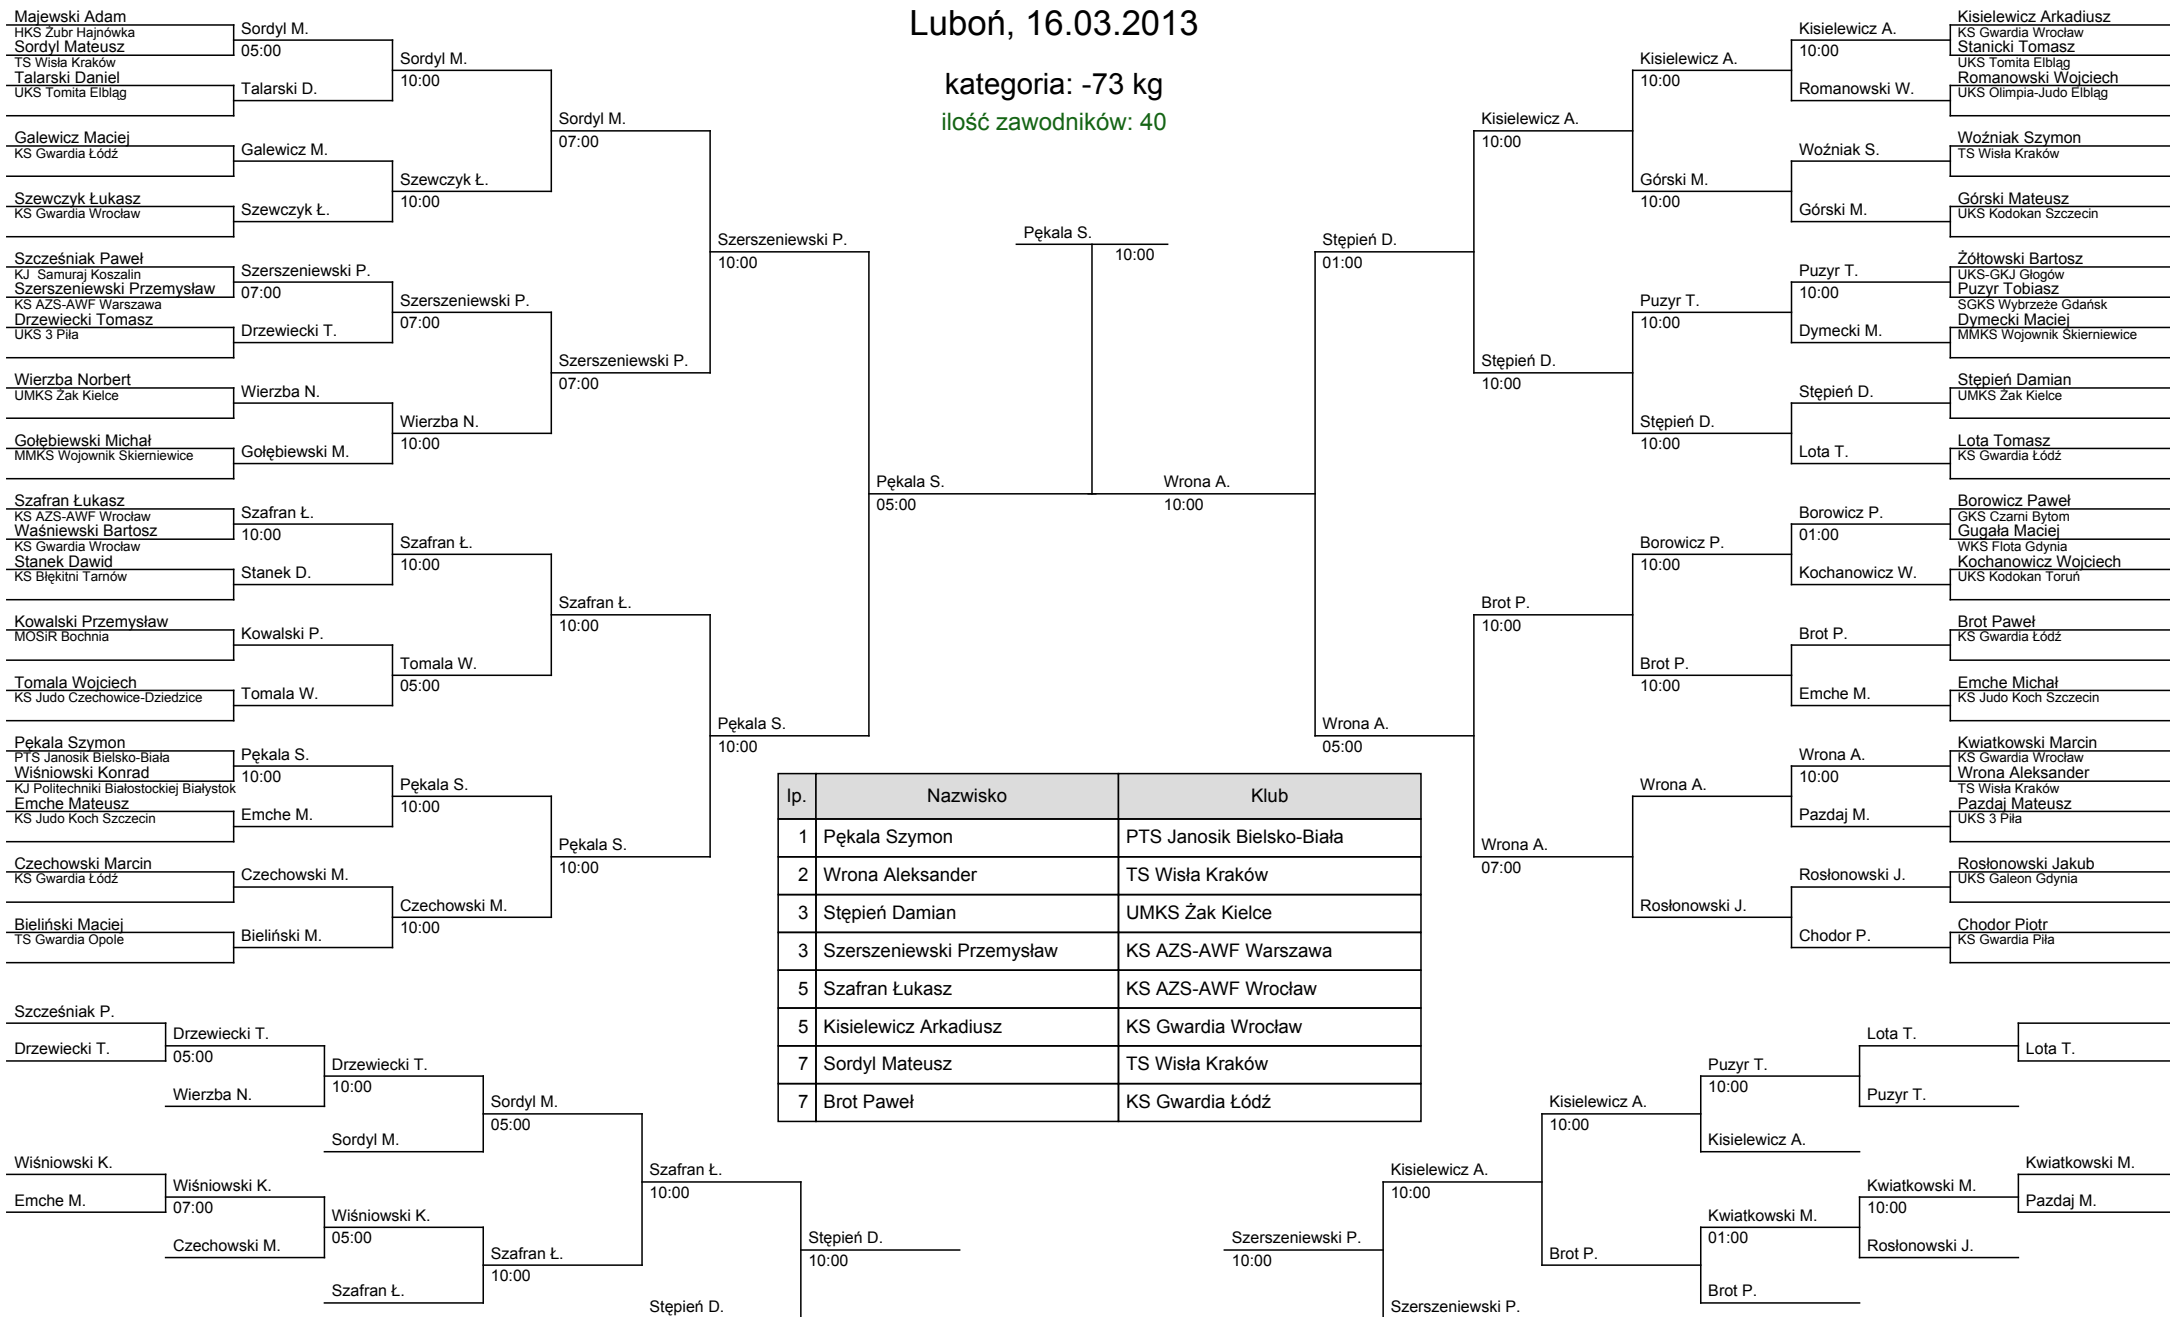 Luboń, 16.03.2013
kategoria: -73 kg
ilość zawodników: 40
Majewski Adam
HKS Żubr Hajnówka
Sordyl Mateusz
TS Wisła Kraków
Talarski Daniel
UKS Tomita Elbląg
Galewicz Maciej
KS Gwardia Łódź
Szewczyk Łukasz
KS Gwardia Wrocław
Szcześniak Paweł
KJ  Samuraj Koszalin
Szerszeniewski Przemysław
KS AZS-AWF Warszawa
Drzewiecki Tomasz
UKS 3 Piła
Wierzba Norbert
UMKS Żak Kielce
Gołębiewski Michał
MMKS Wojownik Skierniewice
Szafran Łukasz
KS AZS-AWF Wrocław
Waśniewski Bartosz
KS Gwardia Wrocław
Stanek Dawid
KS Błękitni Tarnów
Kowalski Przemysław
MOSiR Bochnia
Tomala Wojciech
KS Judo Czechowice-Dziedzice
Pękala Szymon
PTS Janosik Bielsko-Biała
Wiśniowski Konrad
KJ Politechniki Białostockiej Białystok
Emche Mateusz
KS Judo Koch Szczecin
Czechowski Marcin
KS Gwardia Łódź
Bieliński Maciej
TS Gwardia Opole
Sordyl M.
05:00
Talarski D.
Galewicz M.
Szewczyk Ł.
Szerszeniewski P.
07:00
Drzewiecki T.
Wierzba N.
Gołębiewski M.
Szafran Ł.
10:00
Stanek D.
Kowalski P.
Tomala W.
Pękala S.
10:00
Emche M.
Czechowski M.
Bieliński M.
Sordyl M.
10:00
Szewczyk Ł.
10:00
Szerszeniewski P.
07:00
Wierzba N.
10:00
Szafran Ł.
10:00
Tomala W.
05:00
Pękala S.
10:00
Czechowski M.
10:00
Sordyl M.
07:00
Szerszeniewski P.
07:00
Szafran Ł.
10:00
Pękala S.
10:00
Szerszeniewski P.
10:00
Pękala S.
10:00
Pękala S.
05:00
Pękala S.
10:00
Wrona A.
10:00
Stępień D.
01:00
Wrona A.
05:00
Kisielewicz A.
10:00
Stępień D.
10:00
Brot P.
10:00
Wrona A.
07:00
Kisielewicz A.
10:00
Górski M.
10:00
Puzyr T.
10:00
Stępień D.
10:00
Borowicz P.
10:00
Brot P.
10:00
Wrona A.
Rosłonowski J.
Kisielewicz A.
10:00
Romanowski W.
Woźniak S.
Górski M.
Puzyr T.
10:00
Dymecki M.
Stępień D.
Lota T.
Borowicz P.
01:00
Kochanowicz W.
Brot P.
Emche M.
Wrona A.
10:00
Pazdaj M.
Rosłonowski J.
Chodor P.
Kisielewicz Arkadiusz
KS Gwardia Wrocław
Stanicki Tomasz
UKS Tomita Elbląg
Romanowski Wojciech
UKS Olimpia-Judo Elbląg
Woźniak Szymon
TS Wisła Kraków
Górski Mateusz
UKS Kodokan Szczecin
Żółtowski Bartosz
UKS-GKJ Głogów
Puzyr Tobiasz
SGKS Wybrzeże Gdańsk
Dymecki Maciej
MMKS Wojownik Skierniewice
Stępień Damian
UMKS Żak Kielce
Lota Tomasz
KS Gwardia Łódź
Borowicz Paweł
GKS Czarni Bytom
Gugała Maciej
WKS Flota Gdynia
Kochanowicz Wojciech
UKS Kodokan Toruń
Brot Paweł
KS Gwardia Łódź
Emche Michał
KS Judo Koch Szczecin
Kwiatkowski Marcin
KS Gwardia Wrocław
Wrona Aleksander
TS Wisła Kraków
Pazdaj Mateusz
UKS 3 Piła
Rosłonowski Jakub
UKS Galeon Gdynia
Chodor Piotr
KS Gwardia Piła
lp. Nazwisko Klub
1 Pękala Szymon PTS Janosik Bielsko-Biała
2 Wrona Aleksander TS Wisła Kraków
3 Stępień Damian UMKS Żak Kielce
3 Szerszeniewski Przemysław KS AZS-AWF Warszawa
5 Szafran Łukasz KS AZS-AWF Wrocław
5 Kisielewicz Arkadiusz KS Gwardia Wrocław
7 Sordyl Mateusz TS Wisła Kraków
7 Brot Paweł KS Gwardia Łódź
Szcześniak P.
Drzewiecki T.
Wiśniowski K.
Emche M.
Drzewiecki T.
05:00
Wierzba N.
Wiśniowski K.
07:00
Czechowski M.
Drzewiecki T.
10:00
Sordyl M.
Wiśniowski K.
05:00
Szafran Ł.
Sordyl M.
05:00
Szafran Ł.
10:00
Szafran Ł.
10:00
Stępień D.
Stępień D.
10:00
Szerszeniewski P.
10:00
Kisielewicz A.
10:00
Szerszeniewski P.
Kisielewicz A.
10:00
Brot P.
Puzyr T.
10:00
Kisielewicz A.
Kwiatkowski M.
01:00
Brot P.
Lota T.
Puzyr T.
Kwiatkowski M.
10:00
Rosłonowski J.
Lota T.
Kwiatkowski M.
Pazdaj M.